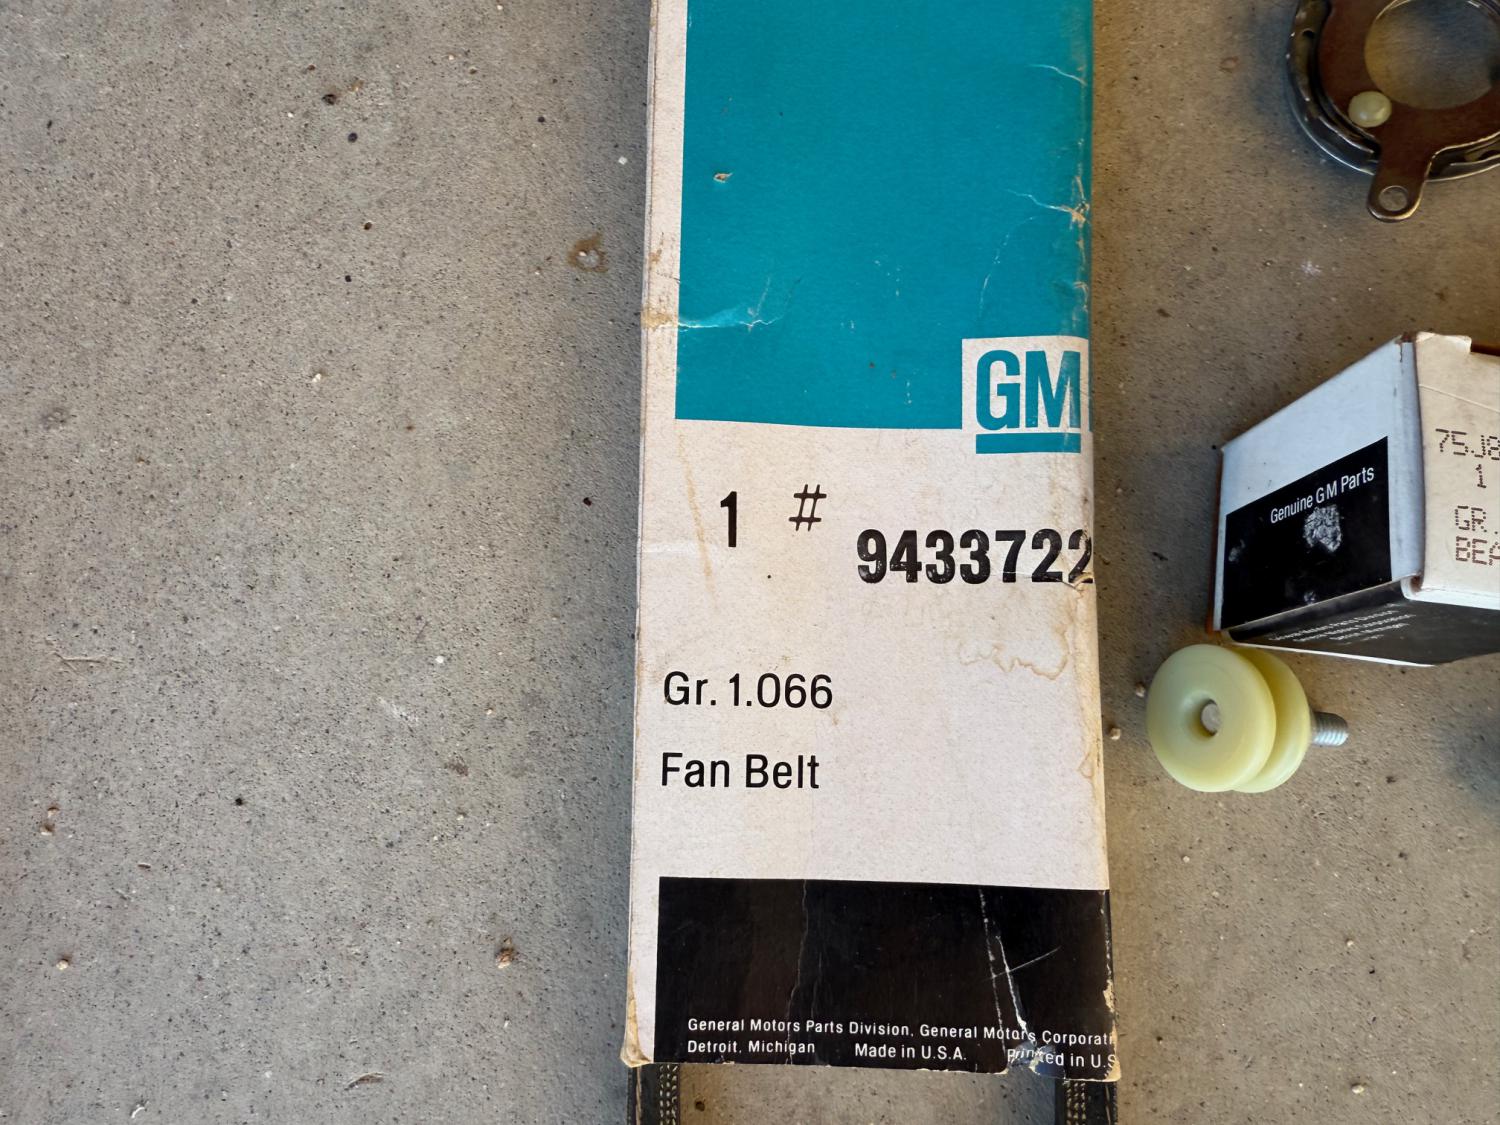 GM
1 # 9433722
Gr. 1.066
Fan Belt
General Motors Parts Division, General Motors Corporati
Detroit, Michigan Made in U.S.A. Printed in U.S
Genuine GM Parts
75J8
1
GR.
BEA